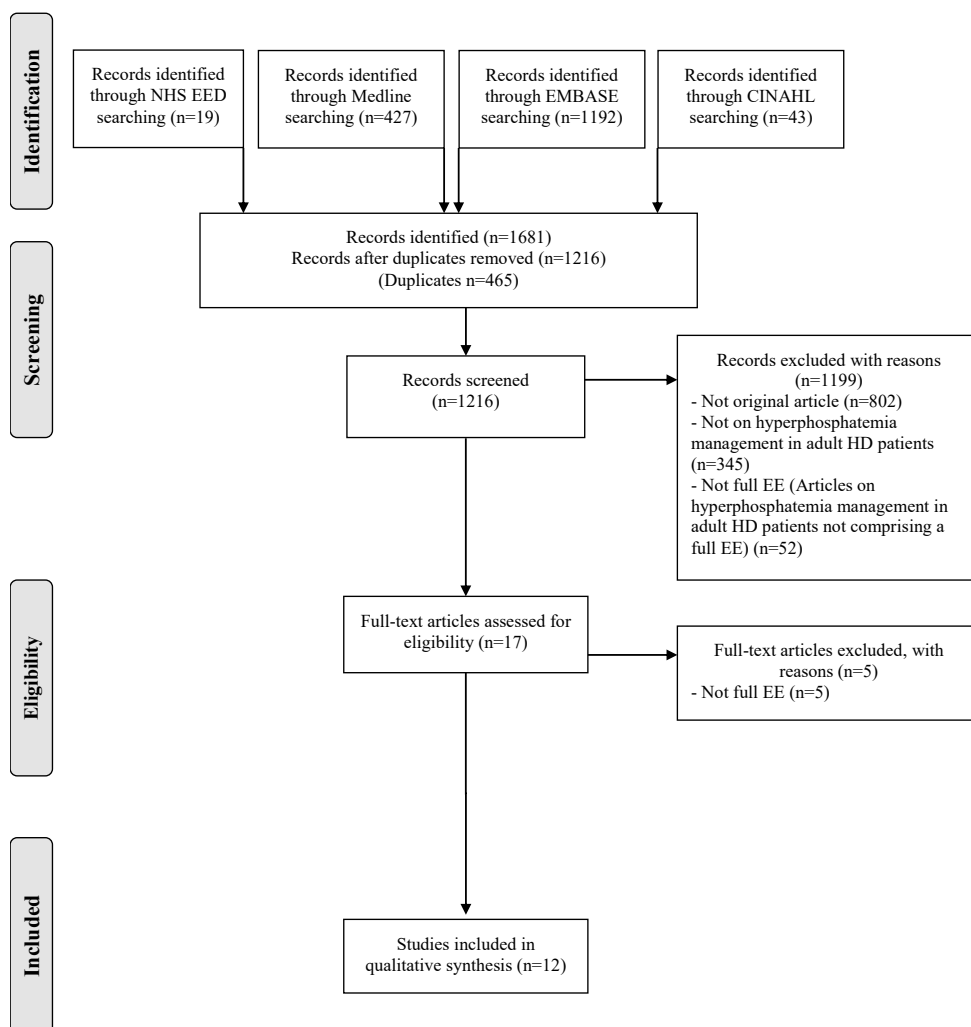 Identification
Records identified
through NHS EED
searching (n=19)
Records identified
through Medline
searching (n=427)
Records identified
through EMBASE
searching (n=1192)
Records identified
through CINAHL
searching (n=43)
Records identified (n=1681)
Records after duplicates removed (n=1216)
(Duplicates n=465)
Screening
Records screened
(n=1216)
Records excluded with reasons
(n=1199)
- Not original article (n=802)
- Not on hyperphosphatemia
management in adult HD patients
(n=345)
- Not full EE (Articles on
hyperphosphatemia management in
adult HD patients not comprising a
full EE) (n=52)
Eligibility
Full-text articles assessed for
eligibility (n=17)
Full-text articles excluded, with
reasons (n=5)
- Not full EE (n=5)
Included
Studies included in
qualitative synthesis (n=12)